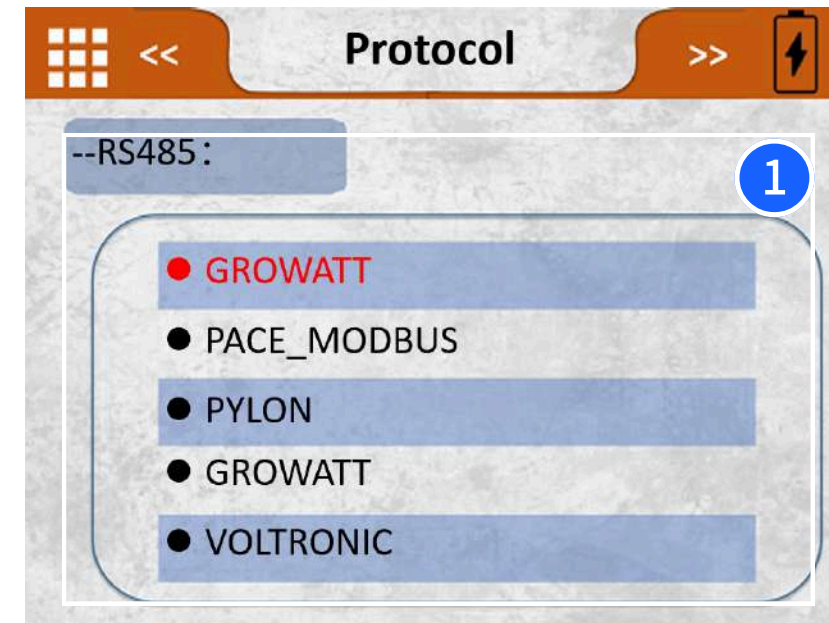 << Protocol >>
--RS485：
1
● GROWATT
● PACE_MODBUS
● PYLON
● GROWATT
● VOLTRONIC